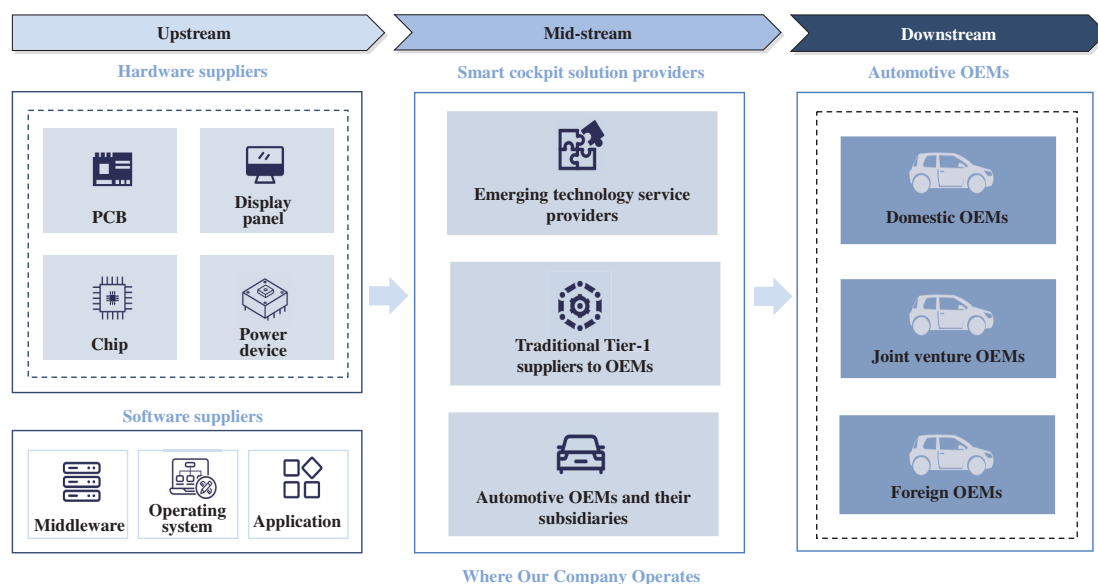 Upstream
Mid-stream
Downstream
Hardware suppliers
Smart cockpit solution providers
Automotive OEMs
PCB
Display
panel
Chip
Power
device
Software suppliers
Middleware
Operating
system
Application
Emerging technology service
providers
Traditional Tier-1
suppliers to OEMs
Automotive OEMs and their
subsidiaries
Where Our Company Operates
Domestic OEMs
Joint venture OEMs
Foreign OEMs